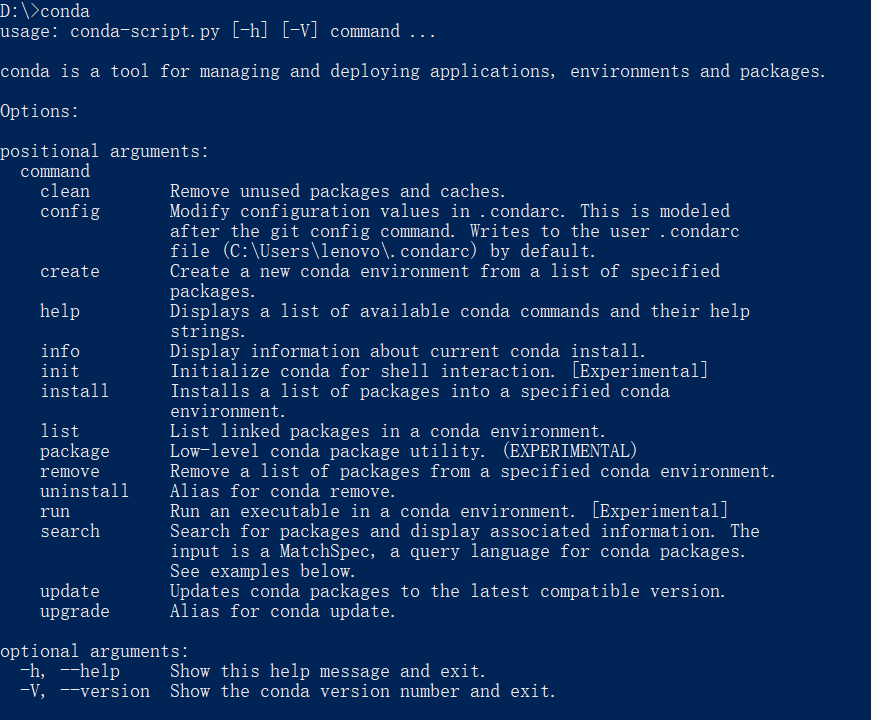 D:\>conda
usage: conda-script.py [-h] [-V] command ...
conda is a tool for managing and deploying applications, environments and packages.
Options:
positional arguments:
  command
    clean        Remove unused packages and caches.
    config       Modify configuration values in .condarc. This is modeled
                 after the git config command. Writes to the user .condarc
                 file (C:\Users\lenovo\.condarc) by default.
    create       Create a new conda environment from a list of specified
                 packages.
    help         Displays a list of available conda commands and their help
                 strings.
    info         Display information about current conda install.
    init         Initialize conda for shell interaction. [Experimental]
    install      Installs a list of packages into a specified conda
                 environment.
    list         List linked packages in a conda environment.
    package      Low-level conda package utility. (EXPERIMENTAL)
    remove       Remove a list of packages from a specified conda environment.
    uninstall    Alias for conda remove.
    run          Run an executable in a conda environment. [Experimental]
    search       Search for packages and display associated information. The
                 input is a MatchSpec, a query language for conda packages.
                 See examples below.
    update       Updates conda packages to the latest compatible version.
    upgrade      Alias for conda update.
optional arguments:
  -h, --help     Show this help message and exit.
  -V, --version  Show the conda version number and exit.